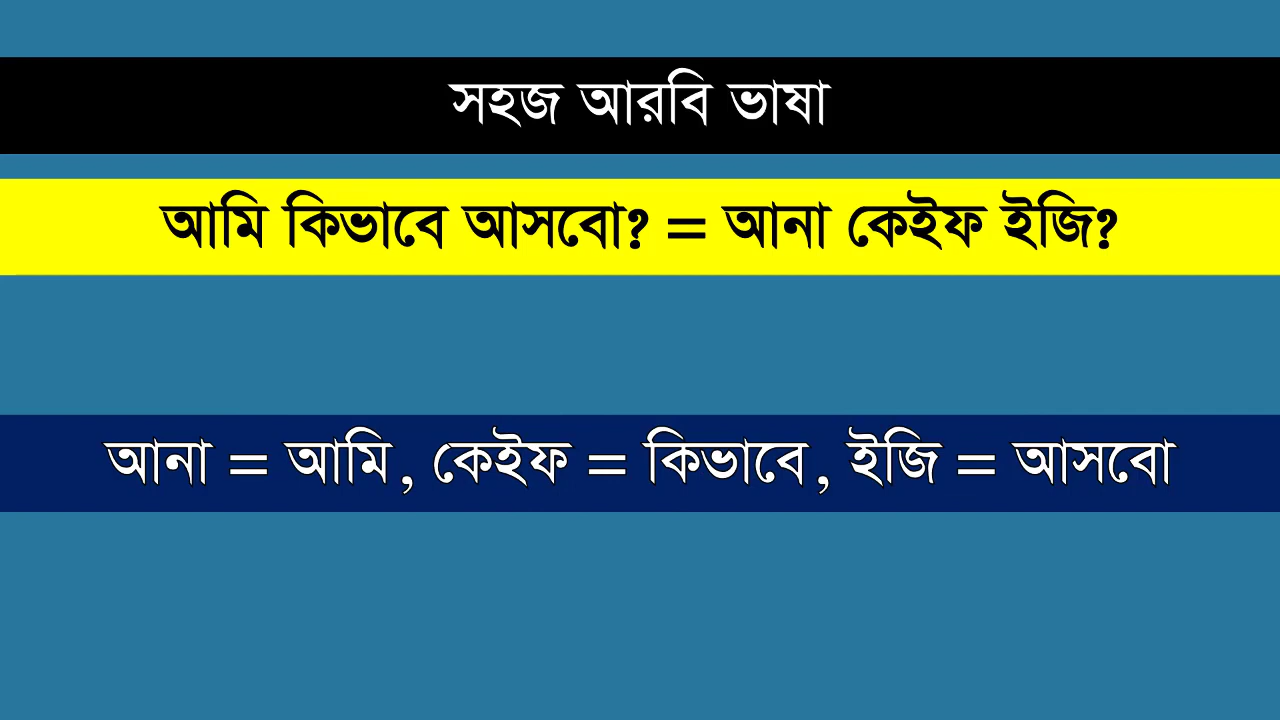 সহজ আরবি ভাষা
আমি কিভাবে আসবো? = আনা কেইফ ইজি?
আনা = আমি, কেইফ = কিভাবে, ইজি = আসবো